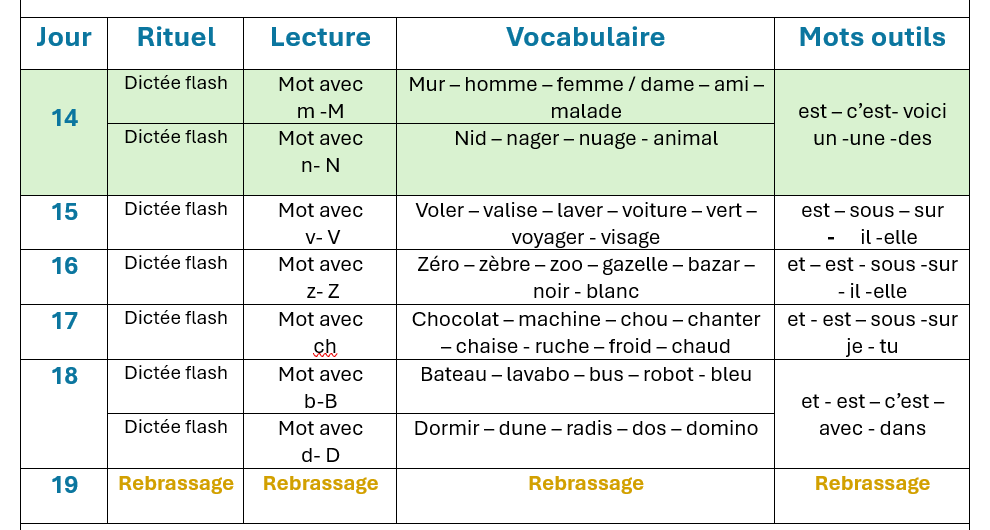 Jour Rituel Lecture Vocabulaire Mots outils
14
Dictée flash
Mot avec
m -M
Mur – homme – femme / dame – ami –
malade
est – c’est- voici
un -une -des
Dictée flash
Mot avec
n- N
Nid – nager – nuage - animal
15
Dictée flash
Mot avec
v- V
Voler – valise – laver – voiture – vert –
voyager - visage
est – sous – sur
- il -elle
16
Dictée flash
Mot avec
z- Z
Zéro – zèbre – zoo – gazelle – bazar –
noir - blanc
et – est - sous -sur
- il -elle
17
Dictée flash
Mot avec
ch
Chocolat – machine – chou – chanter
– chaise - ruche – froid – chaud
et - est – sous -sur
je - tu
18
Dictée flash
Mot avec
b-B
Bateau – lavabo – bus – robot - bleu
et - est – c’est –
avec - dans
Dictée flash
Mot avec
d- D
Dormir – dune – radis – dos – domino
19
Rebrassage Rebrassage Rebrassage Rebrassage